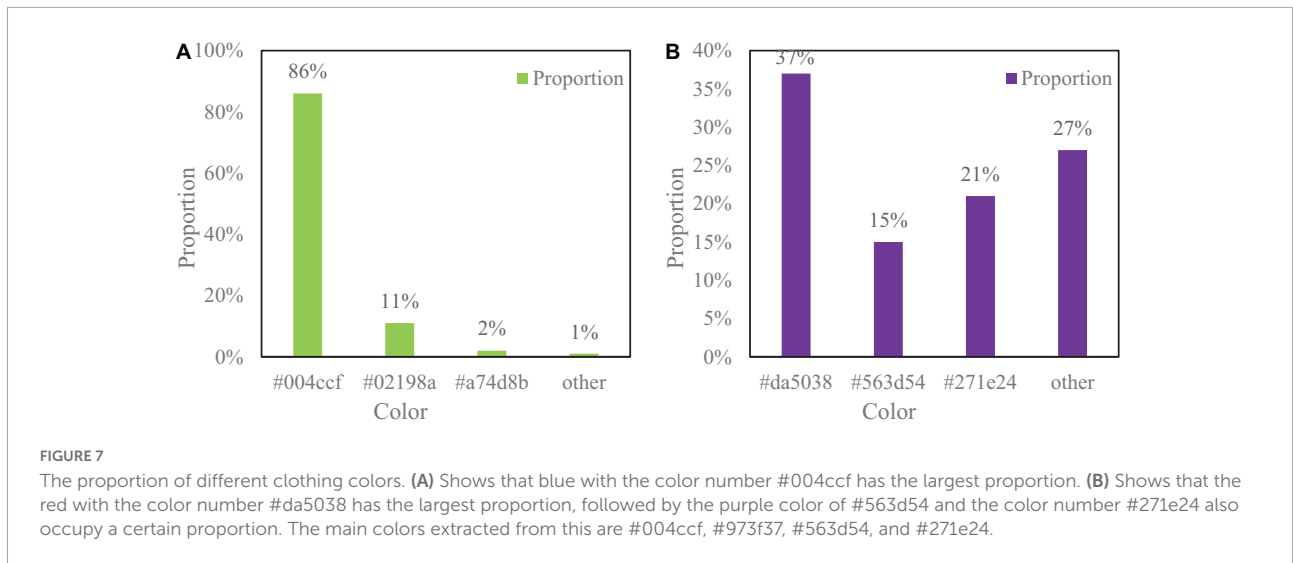 A
100%
80%
60%
40%
20%
0%
Proportion
86%
11%
2%
1%
Proportion
#004ccf #02198a #a74d8b other
Color
B
40%
35%
30%
25%
20%
15%
10%
5%
0%
Proportion
37%
15%
21%
27%
Proportion
#da5038 #563d54 #271e24 other
Color
FIGURE 7
The proportion of different clothing colors. (A) Shows that blue with the color number #004ccf has the largest proportion. (B) Shows that the
red with the color number #da5038 has the largest proportion, followed by the purple color of #563d54 and the color number #271e24 also
occupy a certain proportion. The main colors extracted from this are #004ccf, #973f37, #563d54, and #271e24.